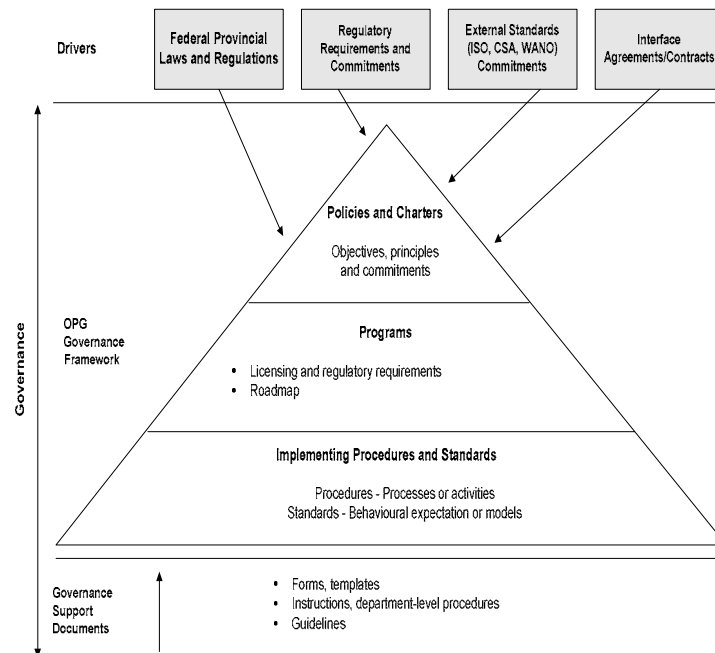 Drivers
Federal Provincial
Laws and Regulations
Regulatory
Requirements and
Commitments
External Standards
(ISO, CSA, WANO)
Commitments
Interface
Agreements/Contracts
Governance
OPG
Governance
Framework
Policies and Charters
Objectives, principles
and commitments
Programs
• Licensing and regulatory requirements
• Roadmap
Implementing Procedures and Standards
Procedures - Processes or activities
Standards - Behavioural expectation or models
Governance
Support
Documents
• Forms, templates
• Instructions, department-level procedures
• Guidelines